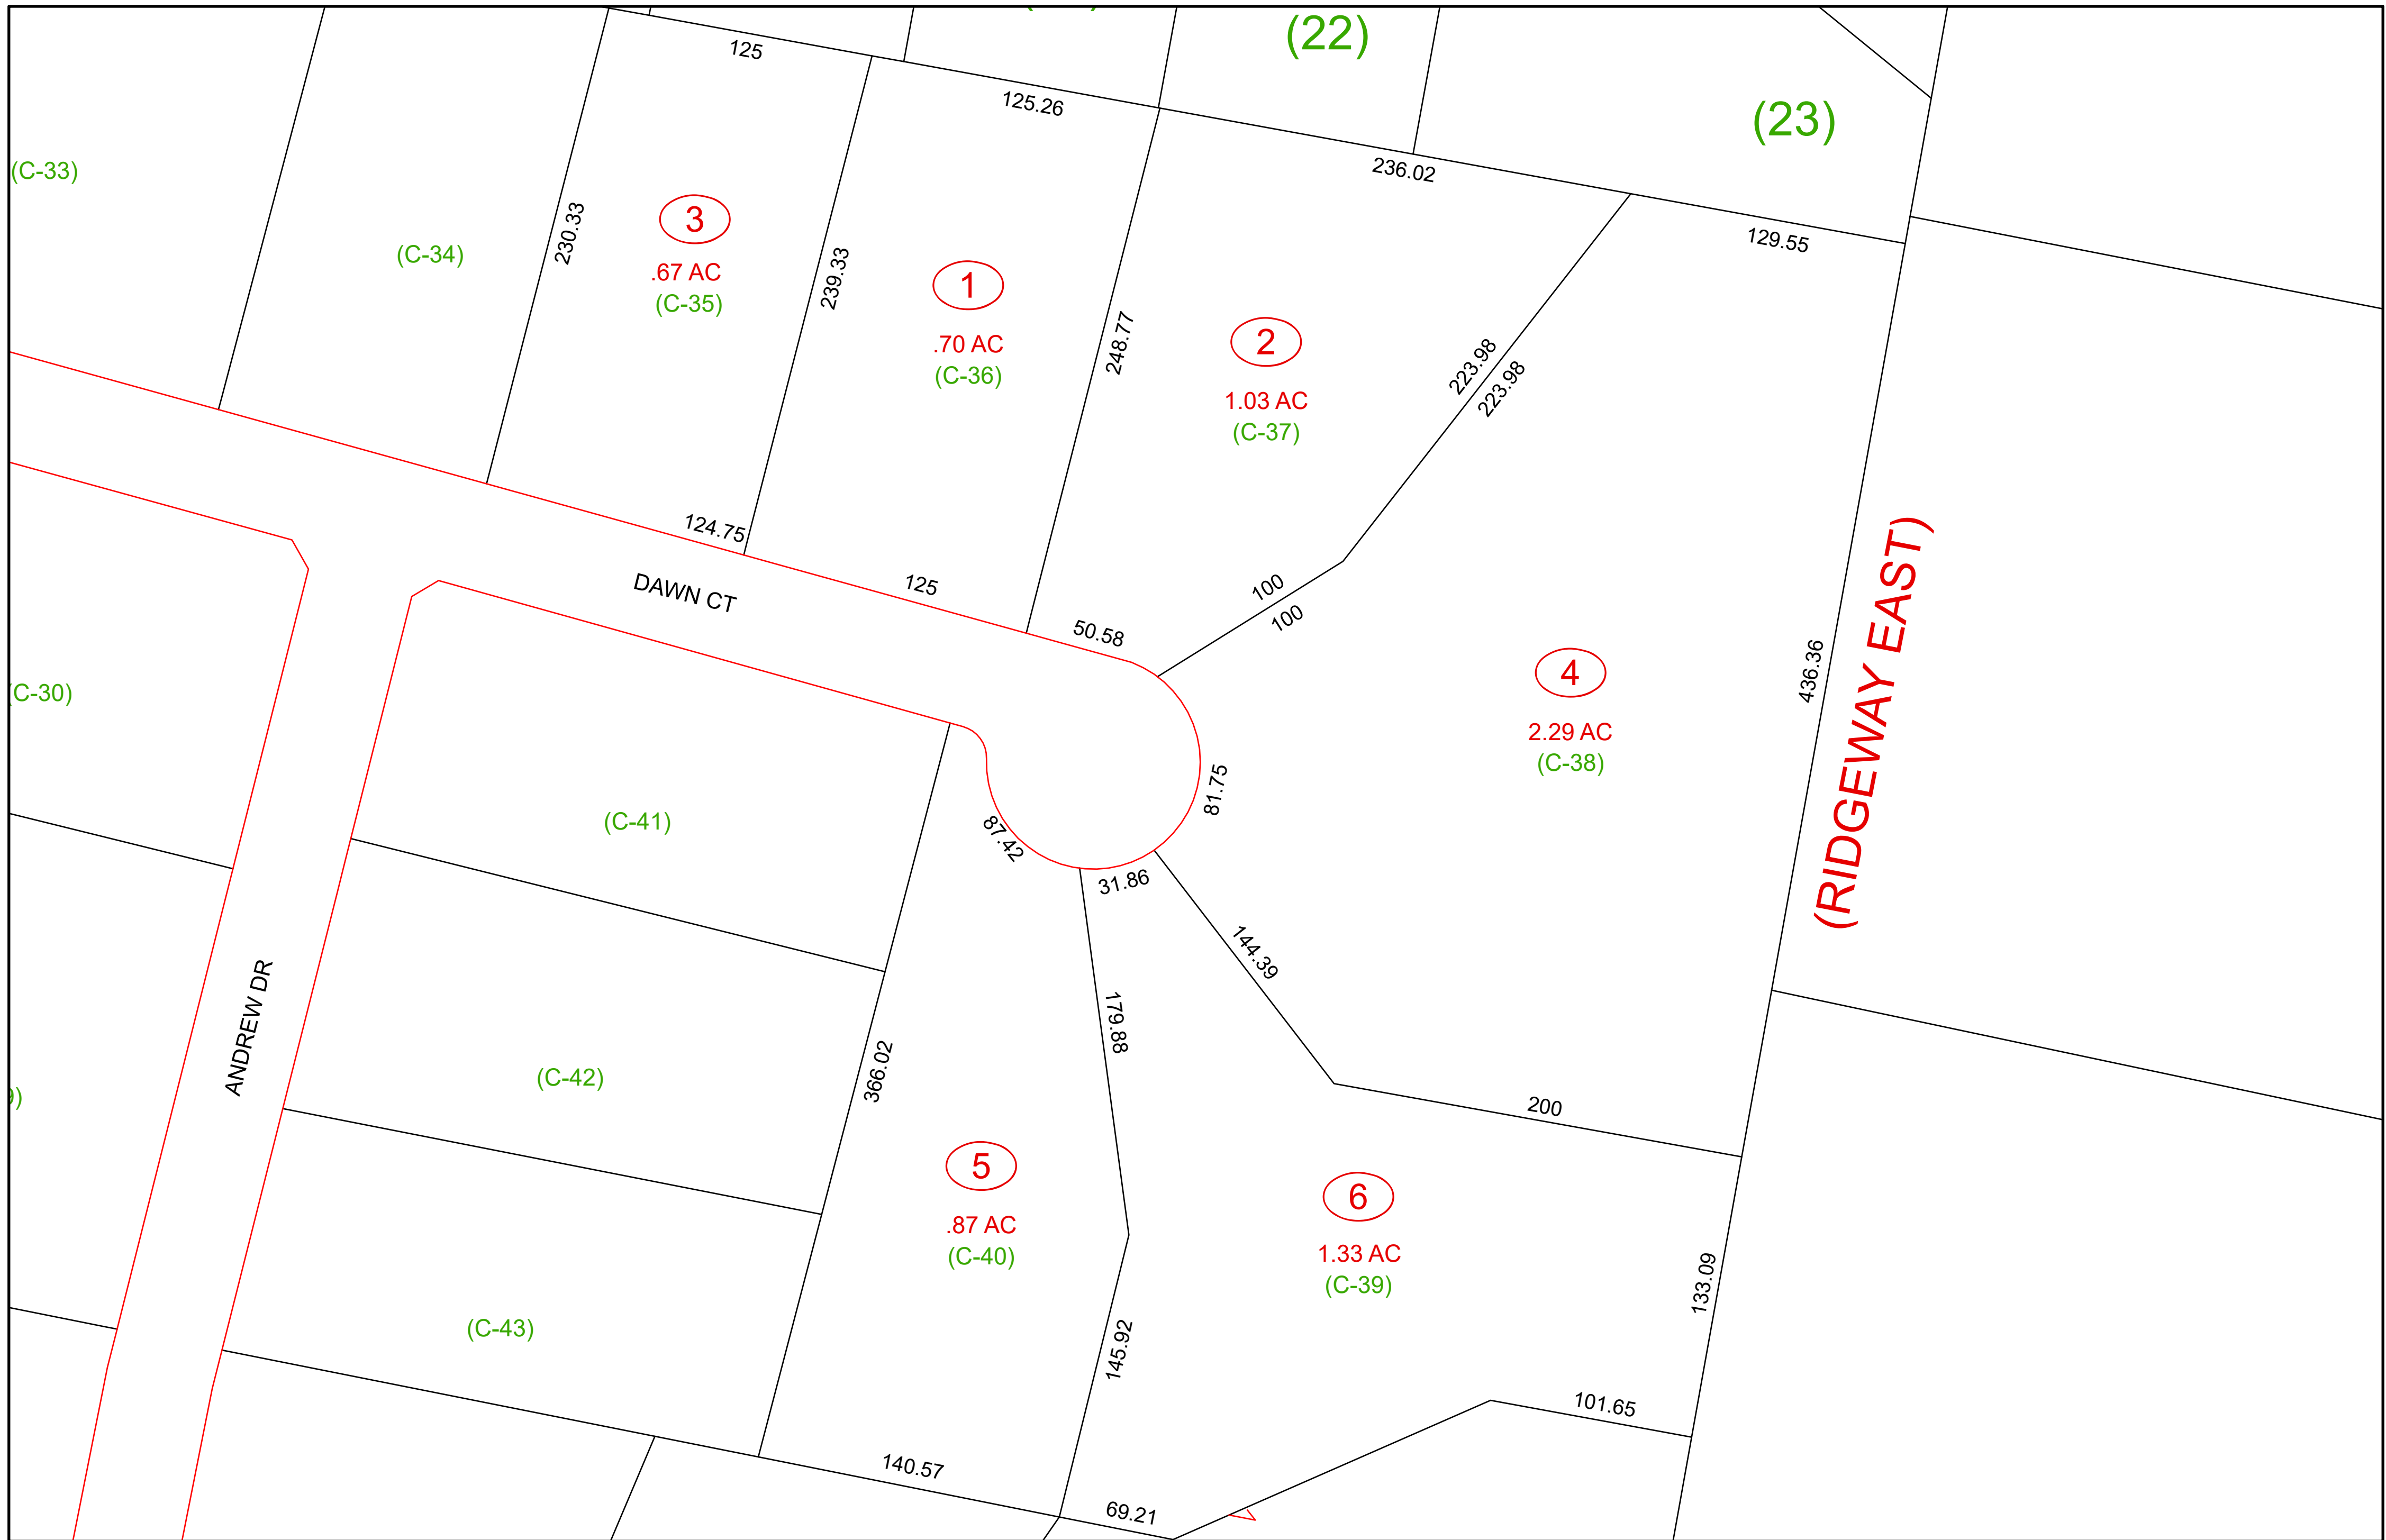 (22)
125
125.26
(23)
(C-33)
236.02
3
230.33
129.55
(C-34)
.67 AC
(C-35)
239.33
1
.70 AC
(C-36)
248.77
2
1.03 AC
(C-37)
223.98
223.98
124.75
125
DAWN CT
100
100
50.58
(RIDGEWAY EAST)
436.36
4
2.29 AC
(C-38)
(C-30)
81.75
(C-41)
87.42
31.86
144.39
179.88
ANDREW DR
366.02
(C-42)
200
5
.87 AC
(C-40)
6
1.33 AC
(C-39)
133.09
(C-43)
145.92
101.65
140.57
69.21